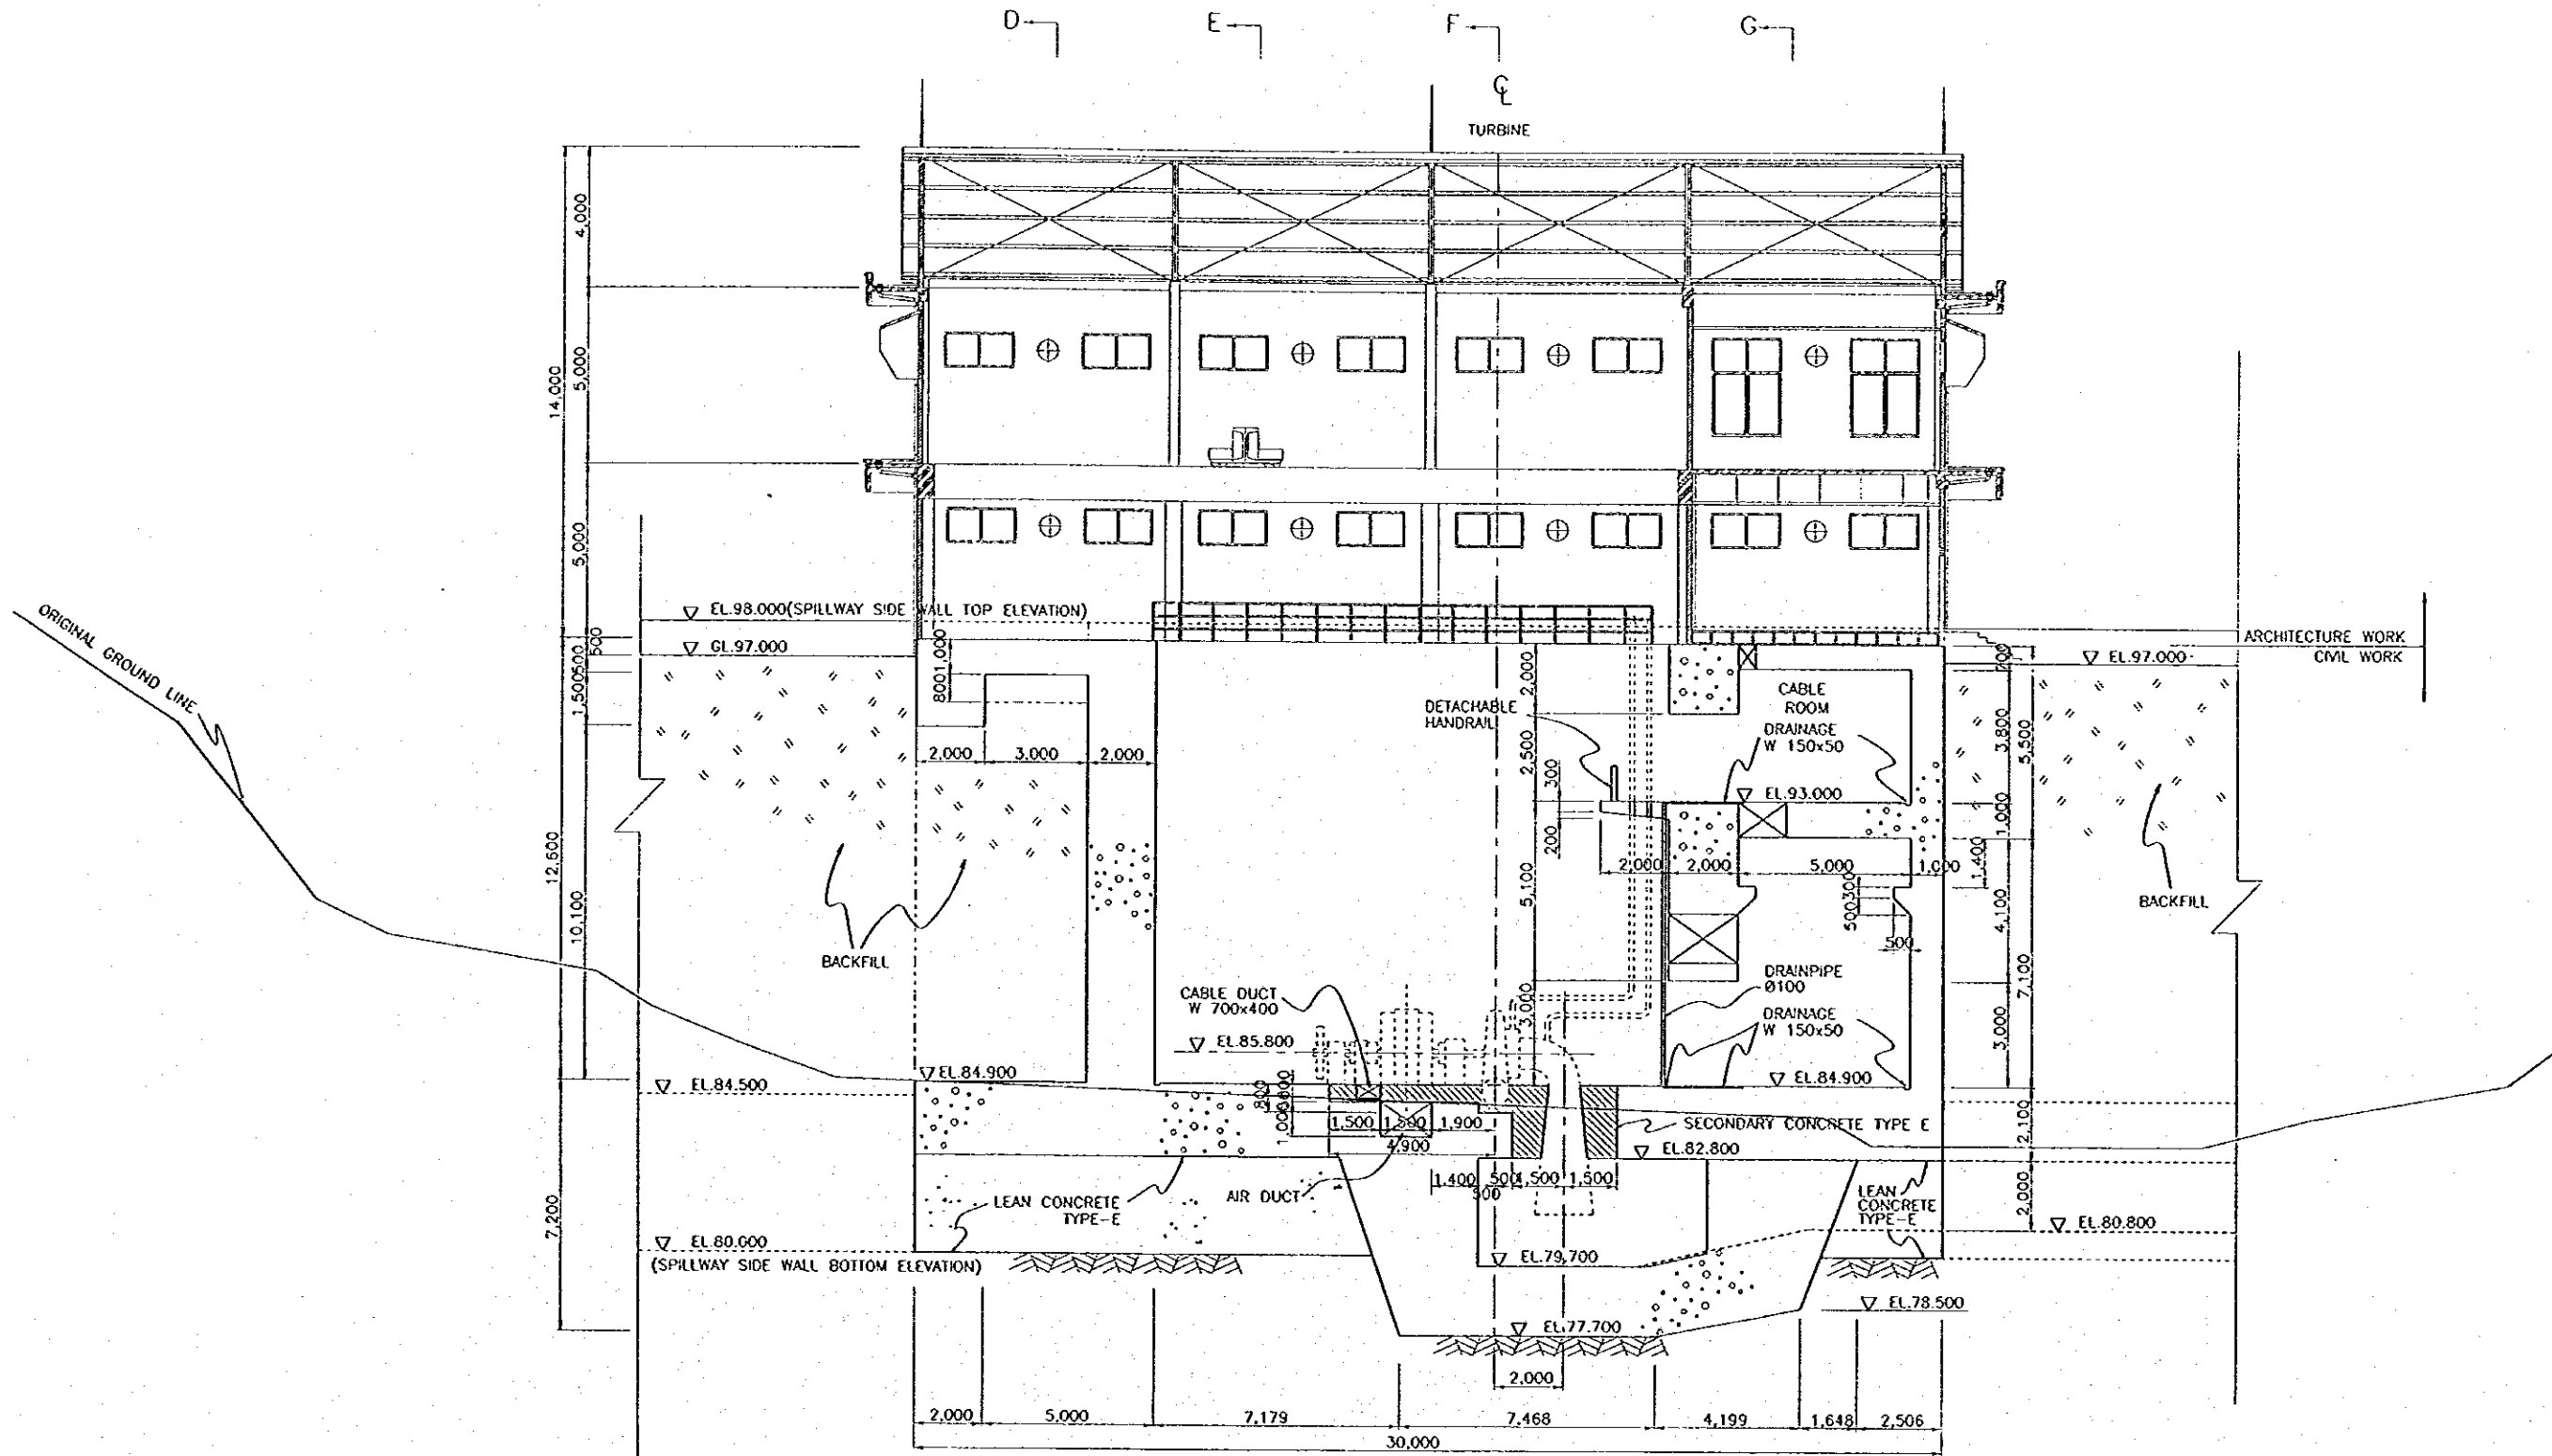 D
E
F
G
C L
TURBINE
4,000
5,000
14,000
5,000
EL.98.000(SPILLWAY SIDE WALL TOP ELEVATION)
GL.97.000
ORIGINAL GROUND LINE
500
1,500
800
1,000
2,000
3,000
2,000
12,600
10,100
BACKFILL
ARCHITECTURE WORK
CIVIL WORK
EL.97.000
2,000
CABLE
ROOM
DETACHABLE
HANDRAIL
DRAINAGE
W 150x50
2,500
300
3,800
5,500
EL.93.000
200
1,000
2,000
2,000
5,000
1,000
1,400
5,100
300
500
500
4,100
BACKFILL
CABLE DUCT
W 700x400
DRAINPIPE
Ø100
DRAINAGE
W 150x50
3,000
7,100
3,000
EL.85.800
EL.84.500
EL.84.900
EL.84.900
800
1,000
1,500
1,500
1,900
4,900
SECONDARY CONCRETE TYPE E
2,100
EL.82.800
1,400
500
1,500
1,500
AIR DUCT
LEAN CONCRETE
TYPE-E
LEAN
CONCRETE
TYPE-E
2,000
EL.80.800
7,200
EL.80.000
(SPILLWAY SIDE WALL BOTTOM ELEVATION)
EL.79.700
EL.78.500
EL.77.700
2,000
2,000
5,000
7,179
7,468
4,199
1,648
2,506
30,000